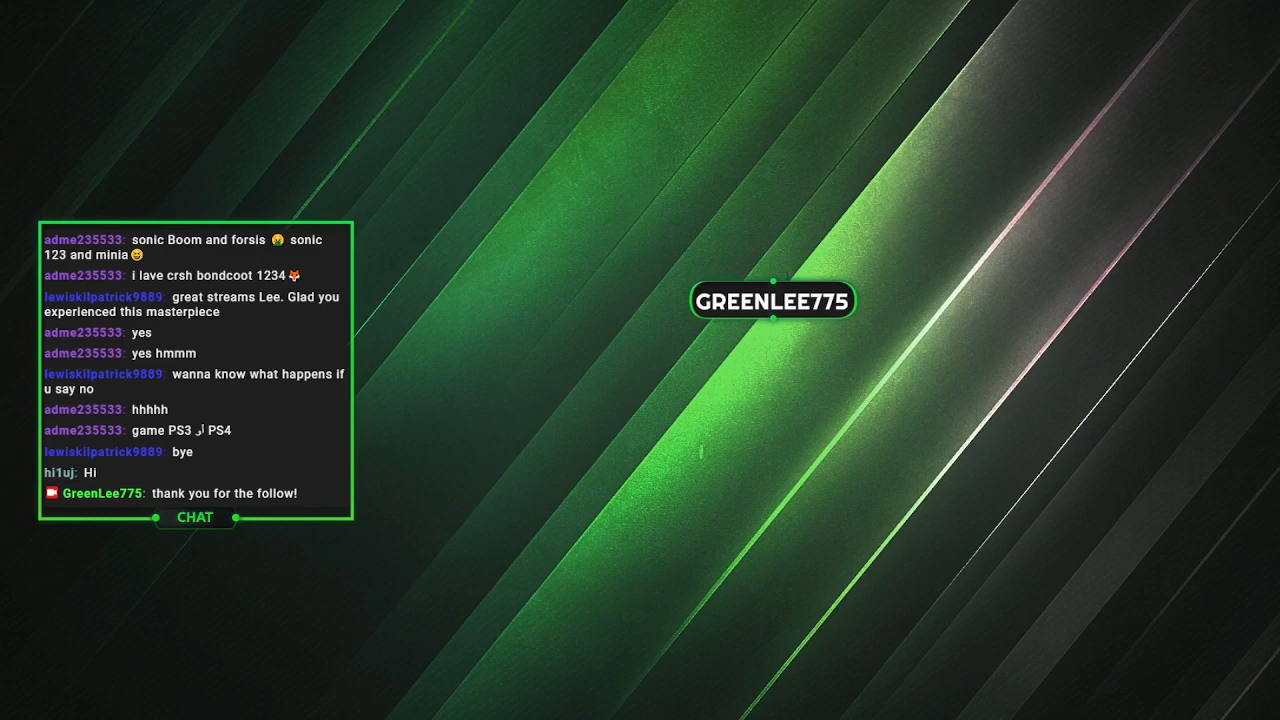 adme235533: sonic Boom and forsis 🤮 sonic
123 and minia😄
adme235533: i lave crsh bondcoot 1234🦊
lewiskilpatrick9889: great streams Lee. Glad you
experienced this masterpiece
adme235533: yes
adme235533: yes hmmm
lewiskilpatrick9889: wanna know what happens if
u say no
adme235533: hhhhh
adme235533: game PS3 أو PS4
lewiskilpatrick9889: bye
hi1uj: Hi
GreenLee775: thank you for the follow!
CHAT
GREENLEE775